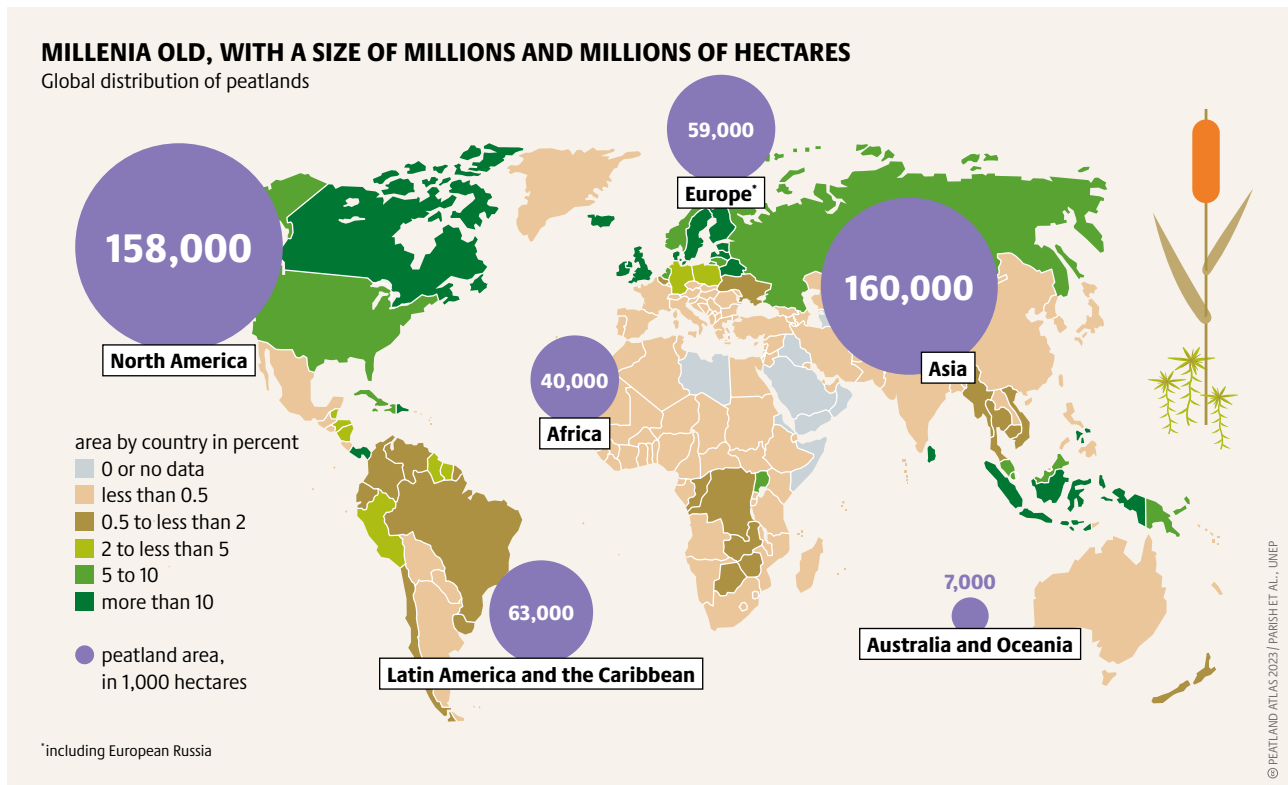 MILLENIA OLD, WITH A SIZE OF MILLIONS AND MILLIONS OF HECTARES
Global distribution of peatlands
59,000
Europe*
158,000
North America
160,000
Asia
40,000
Africa
area by country in percent
0 or no data
less than 0.5
0.5 to less than 2
2 to less than 5
5 to 10
more than 10
peatland area,
in 1,000 hectares
63,000
Latin America and the Caribbean
7,000
Australia and Oceania
*including European Russia
© PEATLAND ATLAS 2023 / PARISH ET AL., UNEP